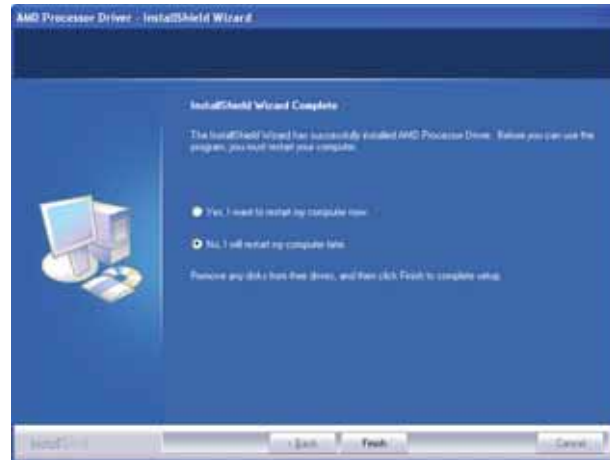 AMD Processor Driver - InstallShield Wizard
InstallShield Wizard Complete
The InstallShield Wizard has successfully installed AMD Processor Driver. Before you can use the
program, you must restart your computer.
Yes, I want to restart my computer now.
No, I will restart my computer later.
Remove any disks from their drives, and then click Finish to complete setup.
InstallShield
< Back
Finish
Cancel